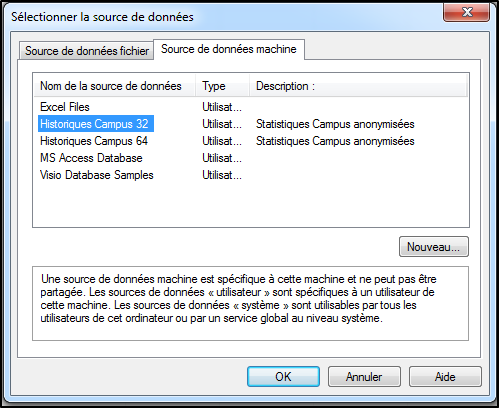 Sélectionner la source de données
Source de données fichier
Source de données machine
Nom de la source de données Type Description :
Excel Files Utilisat...
Historiques Campus 32 Utilisat... Statistiques Campus anonymisées
Historiques Campus 64 Utilisat... Statistiques Campus anonymisées
MS Access Database Utilisat...
Visio Database Samples Utilisat...
Nouveau...
Une source de données machine est spécifique à cette machine et ne peut pas être
partagée. Les sources de données « utilisateur » sont spécifiques à un utilisateur de
cette machine. Les sources de données « système » sont utilisables par tous les
utilisateurs de cet ordinateur ou par un service global au niveau système.
OK Annuler Aide